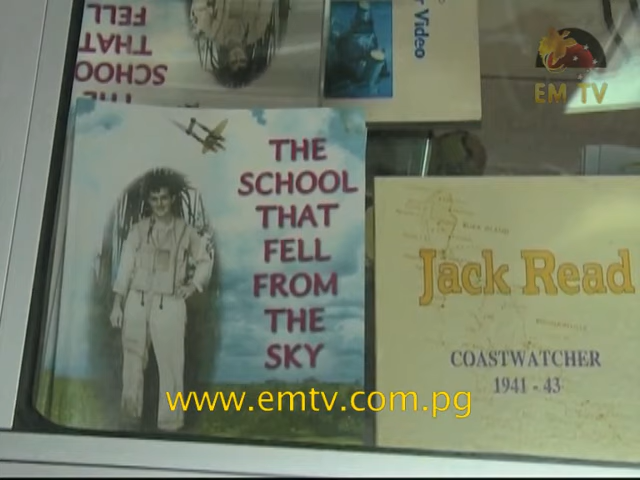 FELL
THAT
SCHOOL
THE
Video
EM TV
THE
SCHOOL
THAT
FELL
FROM
THE
SKY
Jack Read
COASTWATCHER
1941 - 43
www.emtv.com.pg